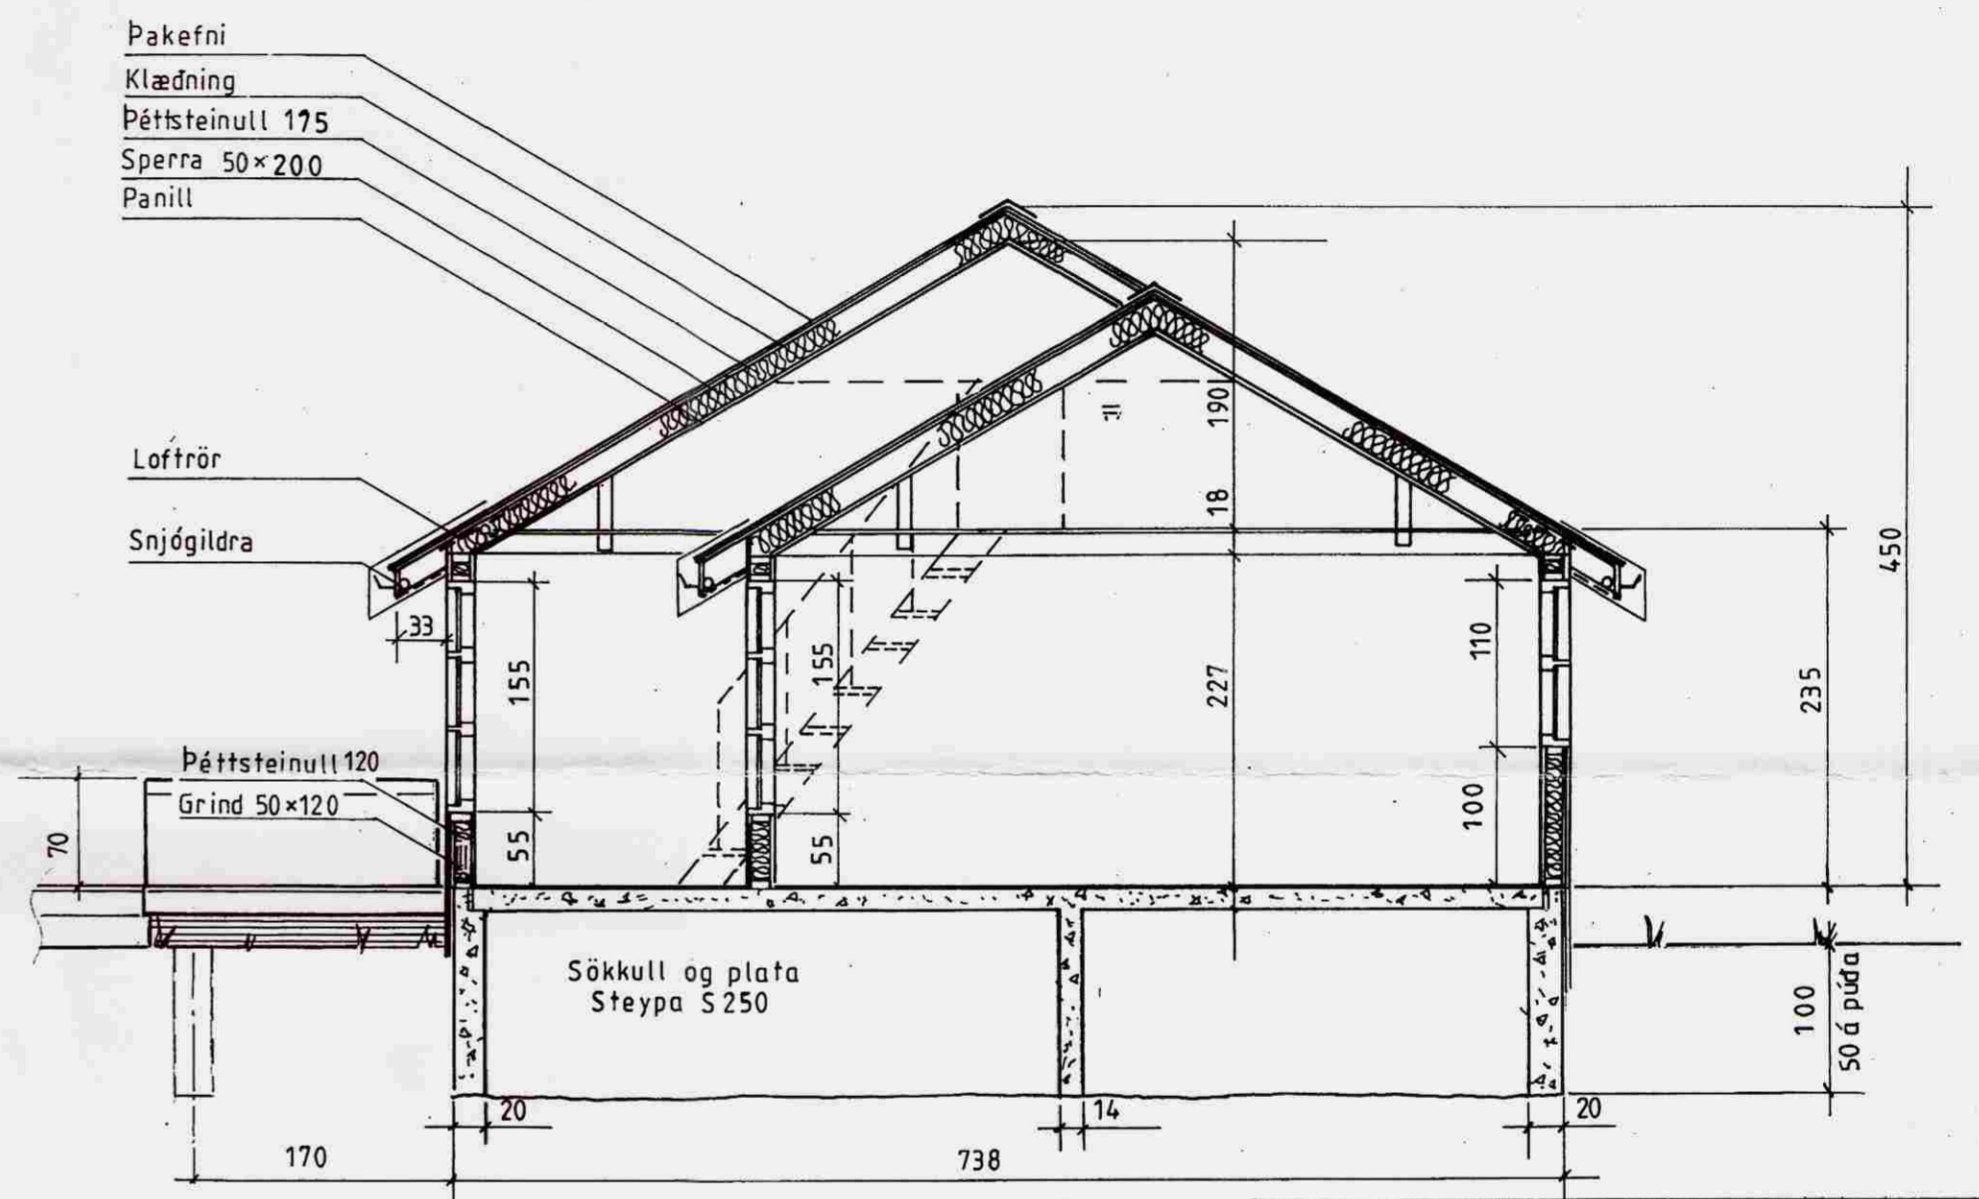 Þakefni
Klæðning
Þéttsteinull 175
Sperra 50×200
Panill
Loftrör
Snjógildra
33
155
155
190
18
227
110
100
235
450
Þéttsteinull 120
Grind 50×120
70
55
55
Sökkull og plata
Steypa S 250
100
50 á púða
20
14
20
170
738